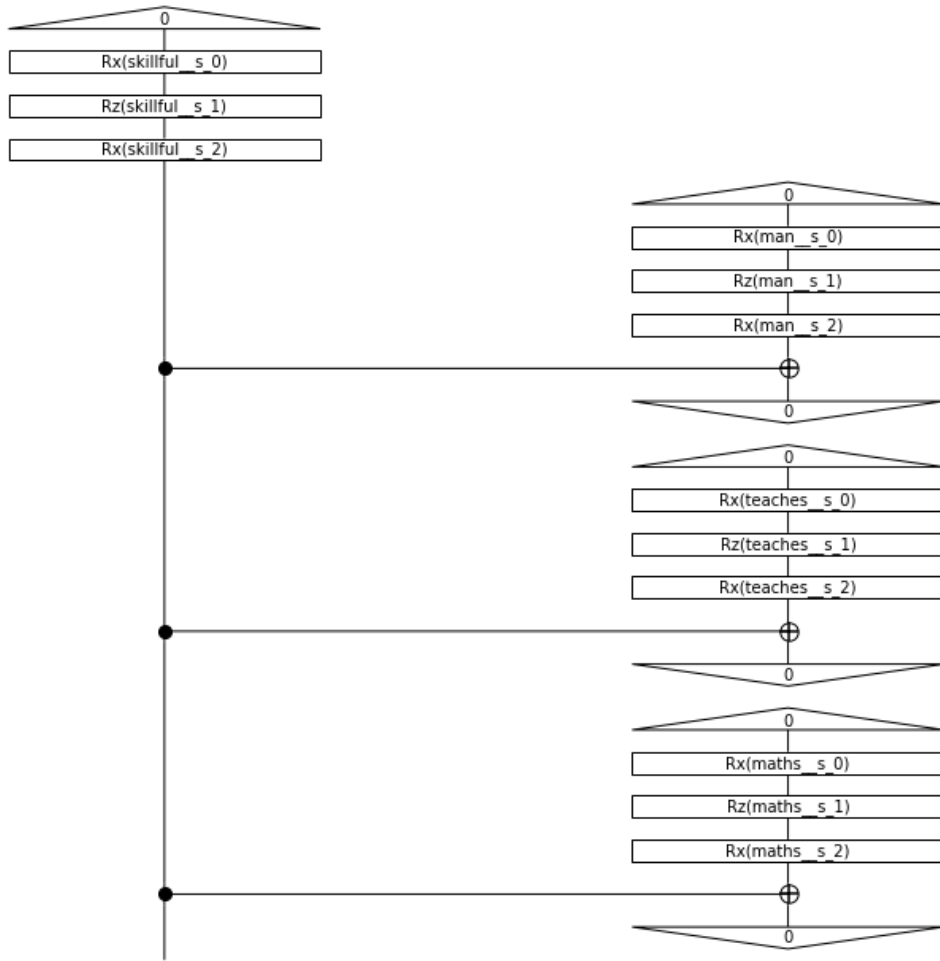 0
Rx(skillful__s_0)
Rz(skillful__s_1)
Rx(skillful__s_2)
0
Rx(man__s_0)
Rz(man__s_1)
Rx(man__s_2)
0
0
Rx(teaches__s_0)
Rz(teaches__s_1)
Rx(teaches__s_2)
0
0
Rx(maths__s_0)
Rz(maths__s_1)
Rx(maths__s_2)
0